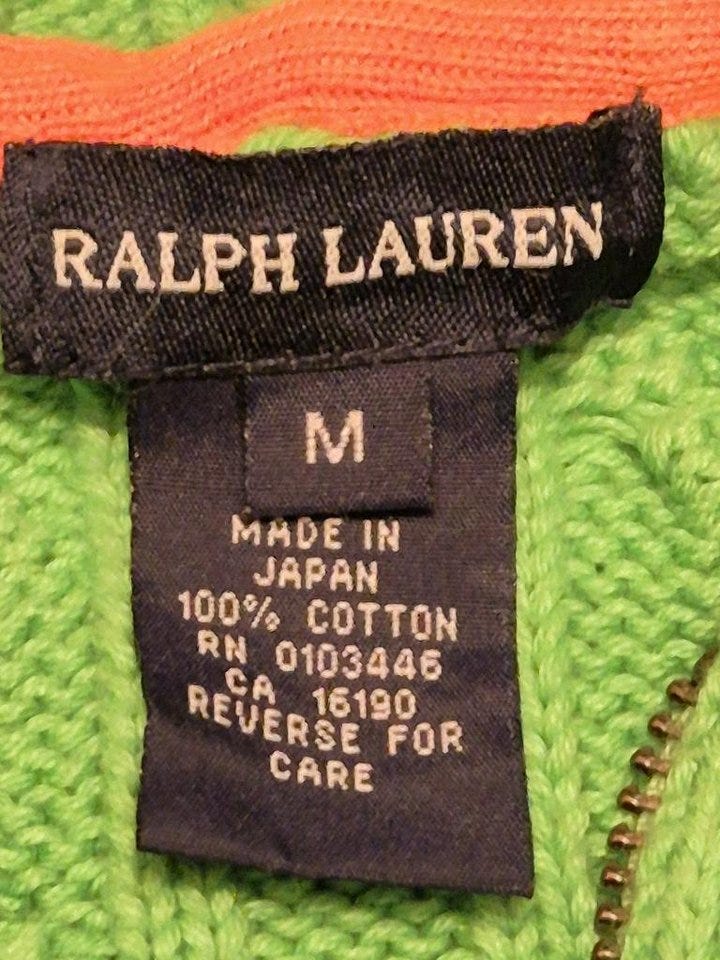 RALPH LAUREN
M
MADE IN
JAPAN
100% COTTON
RN 0103446
CA 16190
REVERSE FOR
CARE